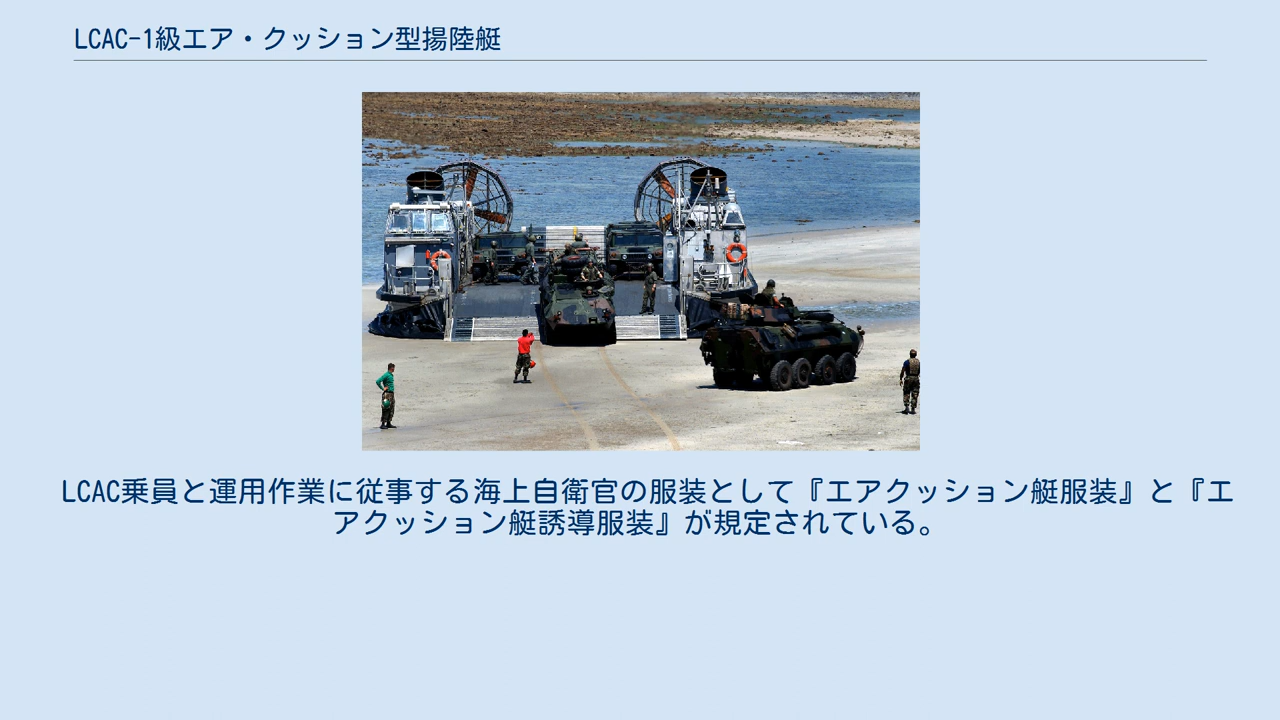 LCAC-1級エア・クッション型揚陸艇
LCAC乗員と運用作業に従事する海上自衛官の服装として『エアクッション艇服装』と『エ
アクッション艇誘導服装』が規定されている。